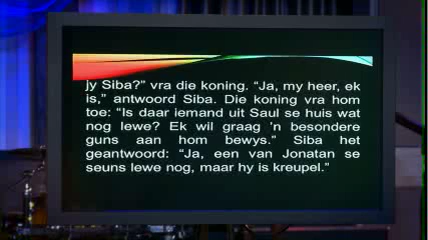 jy Siba?” vra die koning. “Ja, my heer, ek
is,” antwoord Siba. Die koning vra hom
toe: “Is daar iemand uit Saul se huis wat
nog lewe? Ek wil graag 'n besondere
guns aan hom bewys.” Siba het
geantwoord: “Ja, een van Jonatan se
seuns lewe nog, maar hy is kreupel.”